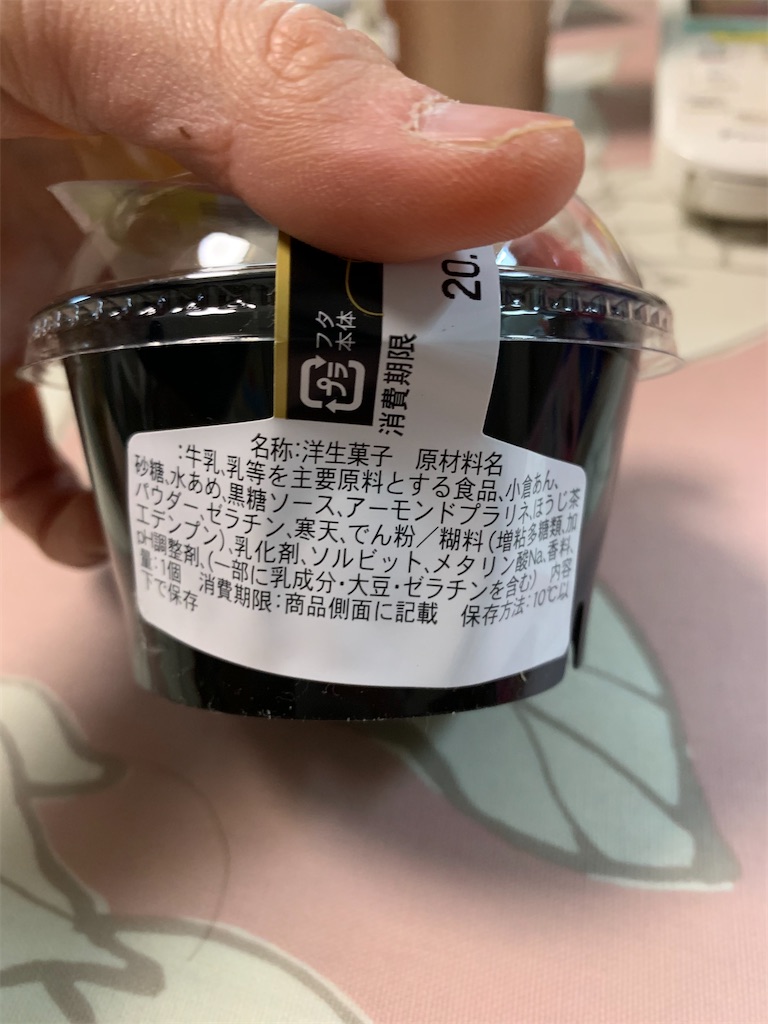 20.
フタ
本体
プラ
消費期限
名称:洋生菓子 原材料名
:牛乳、乳等を主要原料とする食品、小倉あん、
砂糖、水あめ、黒糖ソース、アーモンドプラリネ、ほうじ茶
パウダー、ゼラチン、寒天、でん粉／糊料(増粘多糖類、加
工デンプン)、乳化剤、ソルビット、メタリン酸Na、香料、
pH調整剤、(一部に乳成分・大豆・ゼラチンを含む) 内容
量:1個 消費期限:商品側面に記載 保存方法:10℃以
下で保存